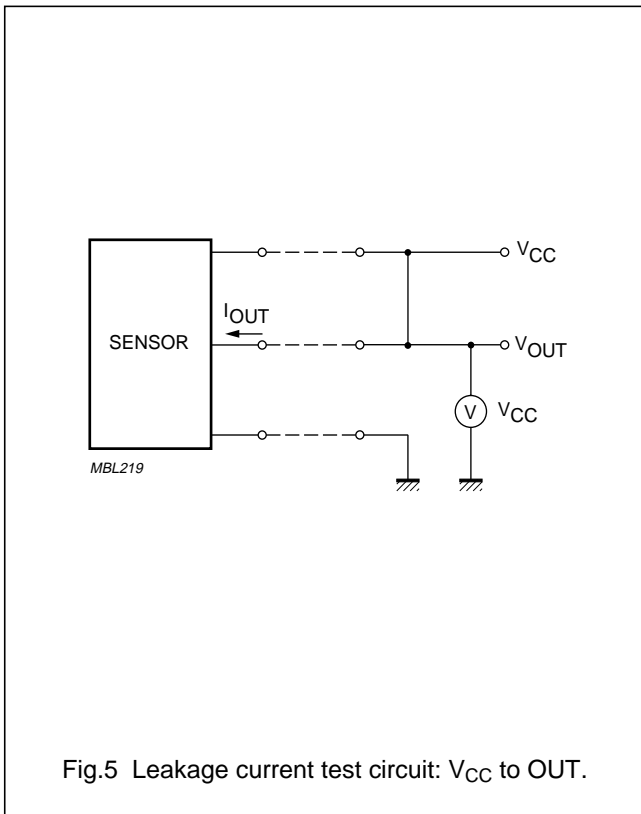 VCC
IOUT
SENSOR
VOUT
V
VCC
MBL219
Fig.5 Leakage current test circuit: VCC to OUT.